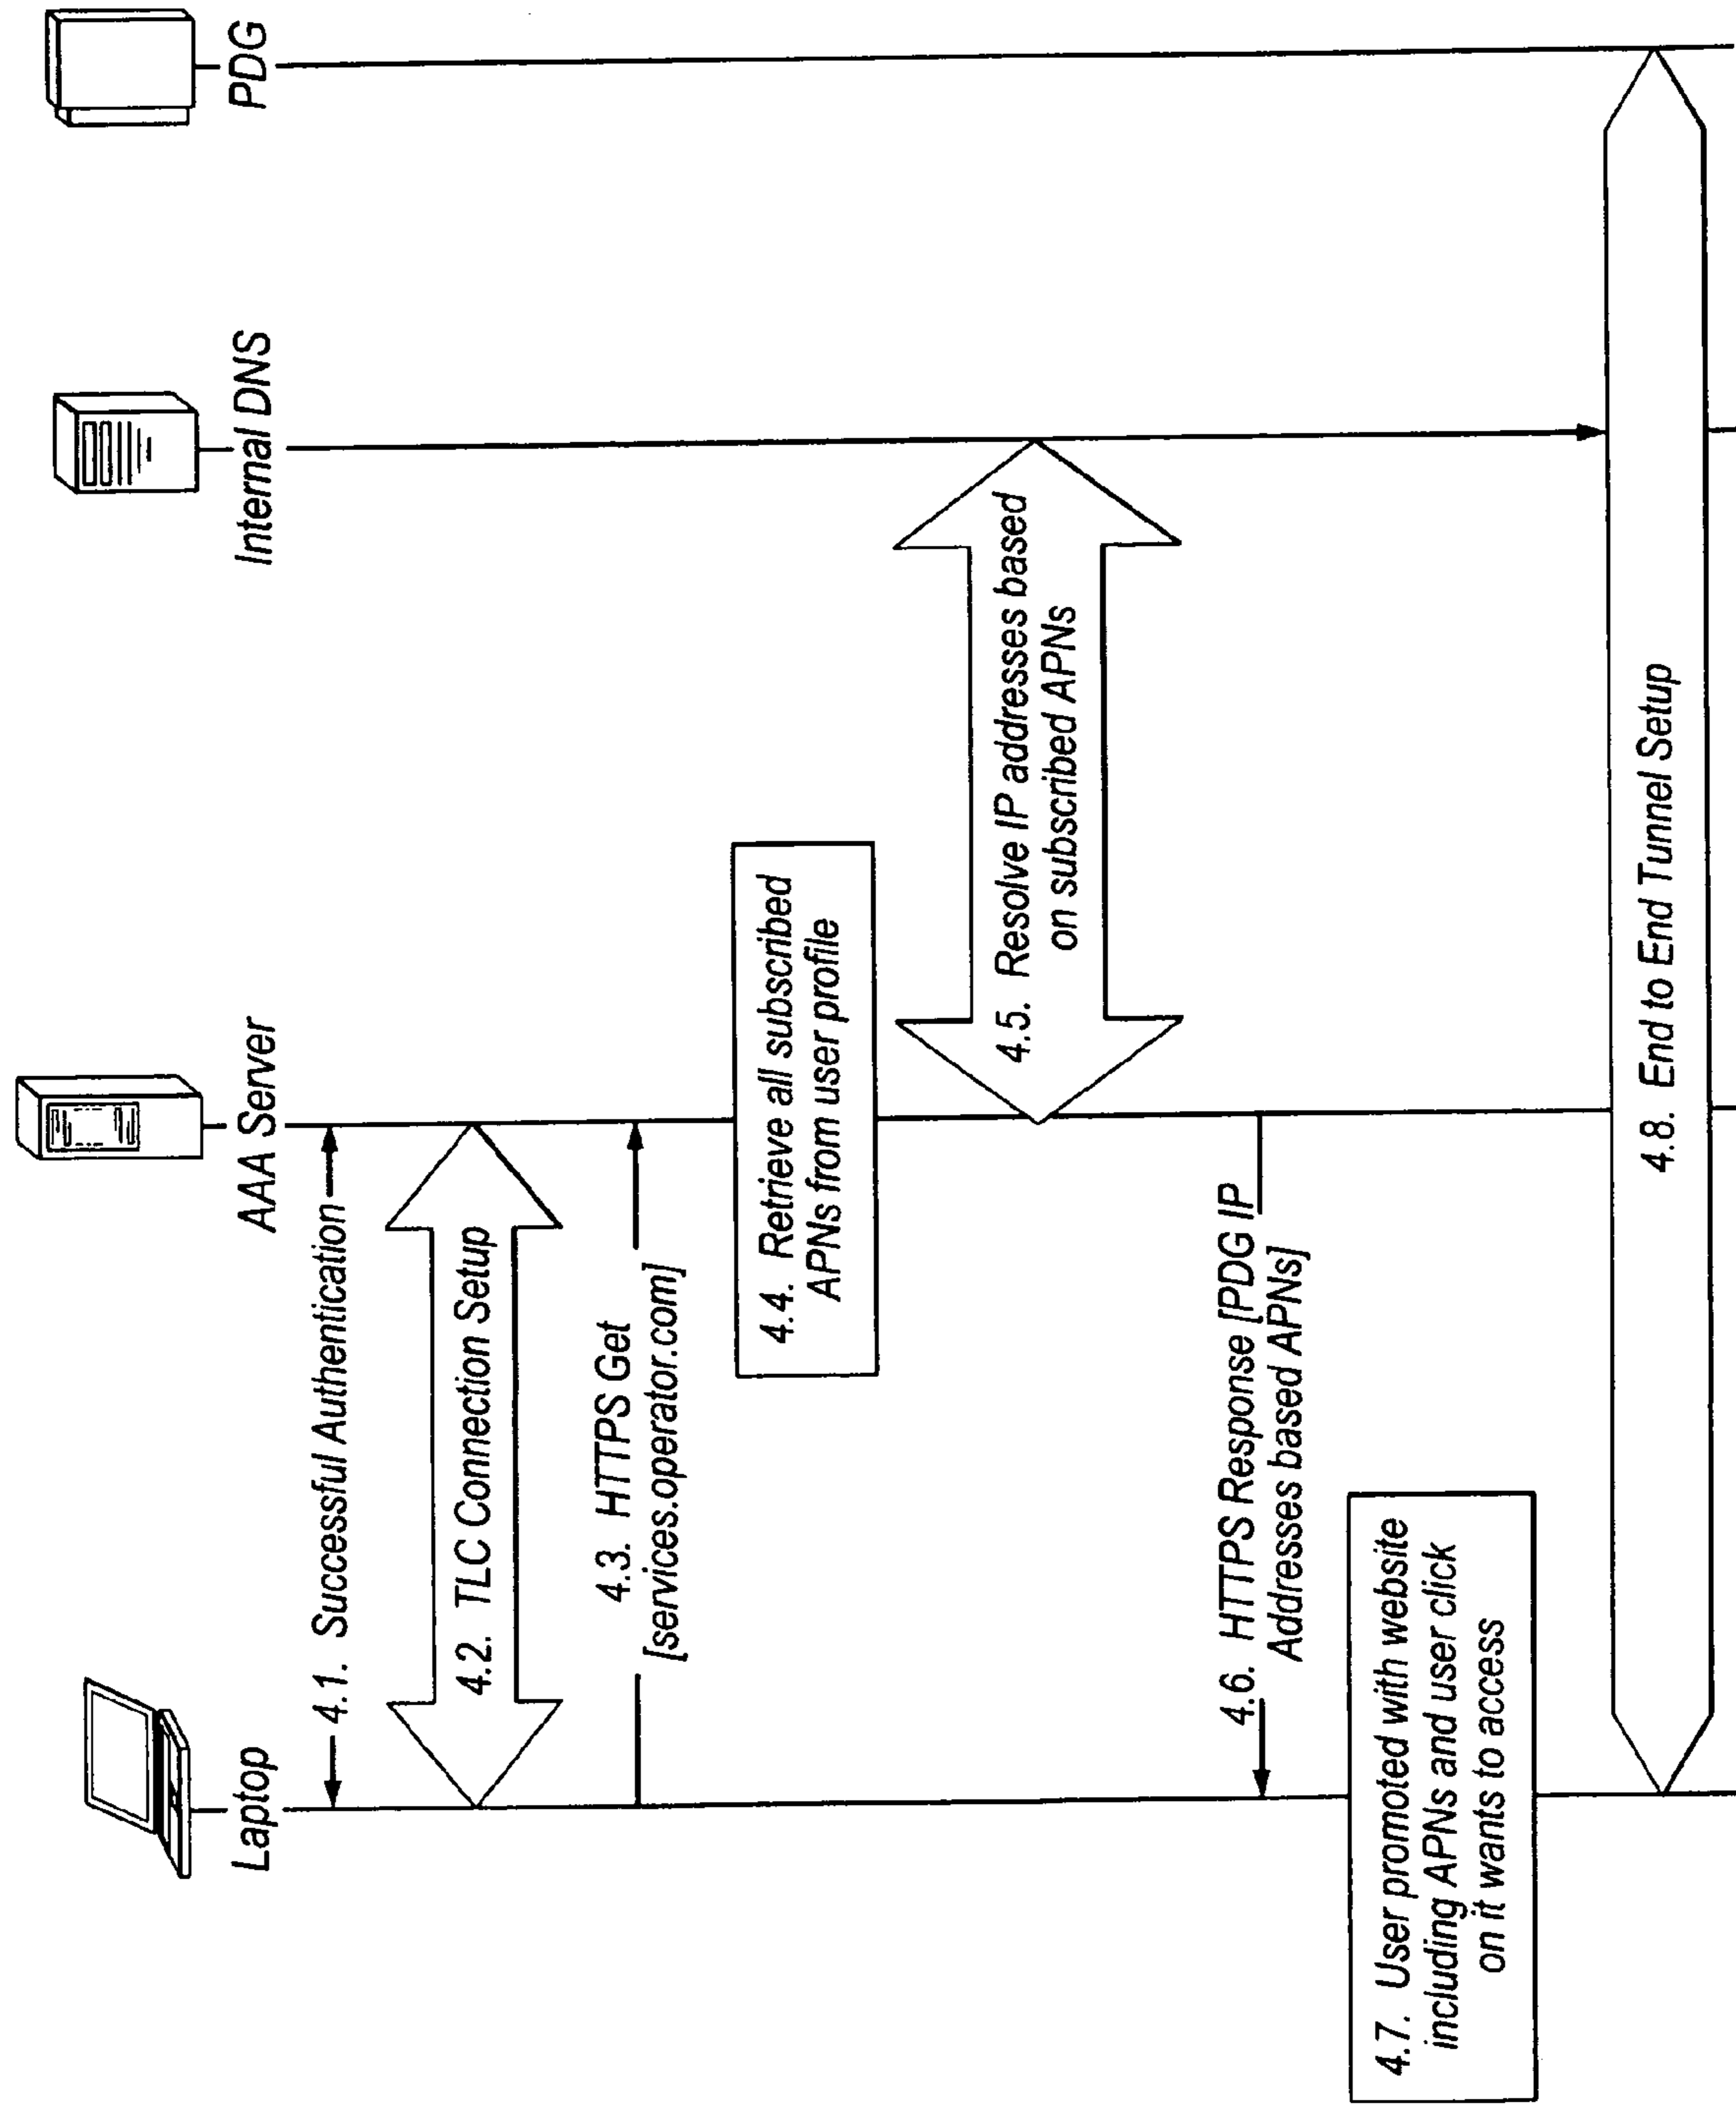 Laptop
AAA Server
Internal DNS
PDG
4.1. Successful Authentication
4.2. TLC Connection Setup
4.3. HTTPS Get
[services.operator.com]
4.4. Retrieve all subscribed
APNs from user profile
4.5. Resolve IP addresses based
on subscribed APNs
4.6. HTTPS Response [PDG IP
Addresses based APNs]
4.7. User promoted with website
including APNs and user click
on it wants to access
4.8. End to End Tunnel Setup